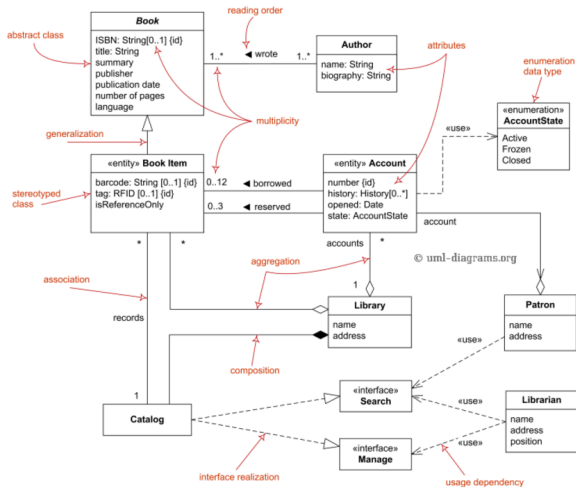 Book
ISBN: String[0..1] {id}
title: String
summary
publisher
publication date
number of pages
language
abstract class
reading order
1..*
◄ wrote
1..*
Author
name: String
biography: String
attributes
enumeration
data type
«enumeration»
AccountState
Active
Frozen
Closed
«use»
generalization
multiplicity
«entity» Book Item
barcode: String [0..1] {id}
tag: RFID [0..1] {id}
isReferenceOnly
stereotyped
class
0..12
◄ borrowed
0..3
◄ reserved
«entity» Account
number {id}
history: History[0..*]
opened: Date
state: AccountState
account
*
*
accounts
*
© uml-diagrams.org
aggregation
association
1
records
Library
name
address
Patron
name
address
composition
«use»
1
Catalog
«interface»
Search
«use»
Librarian
name
address
position
«interface»
Manage
«use»
interface realization
usage dependency